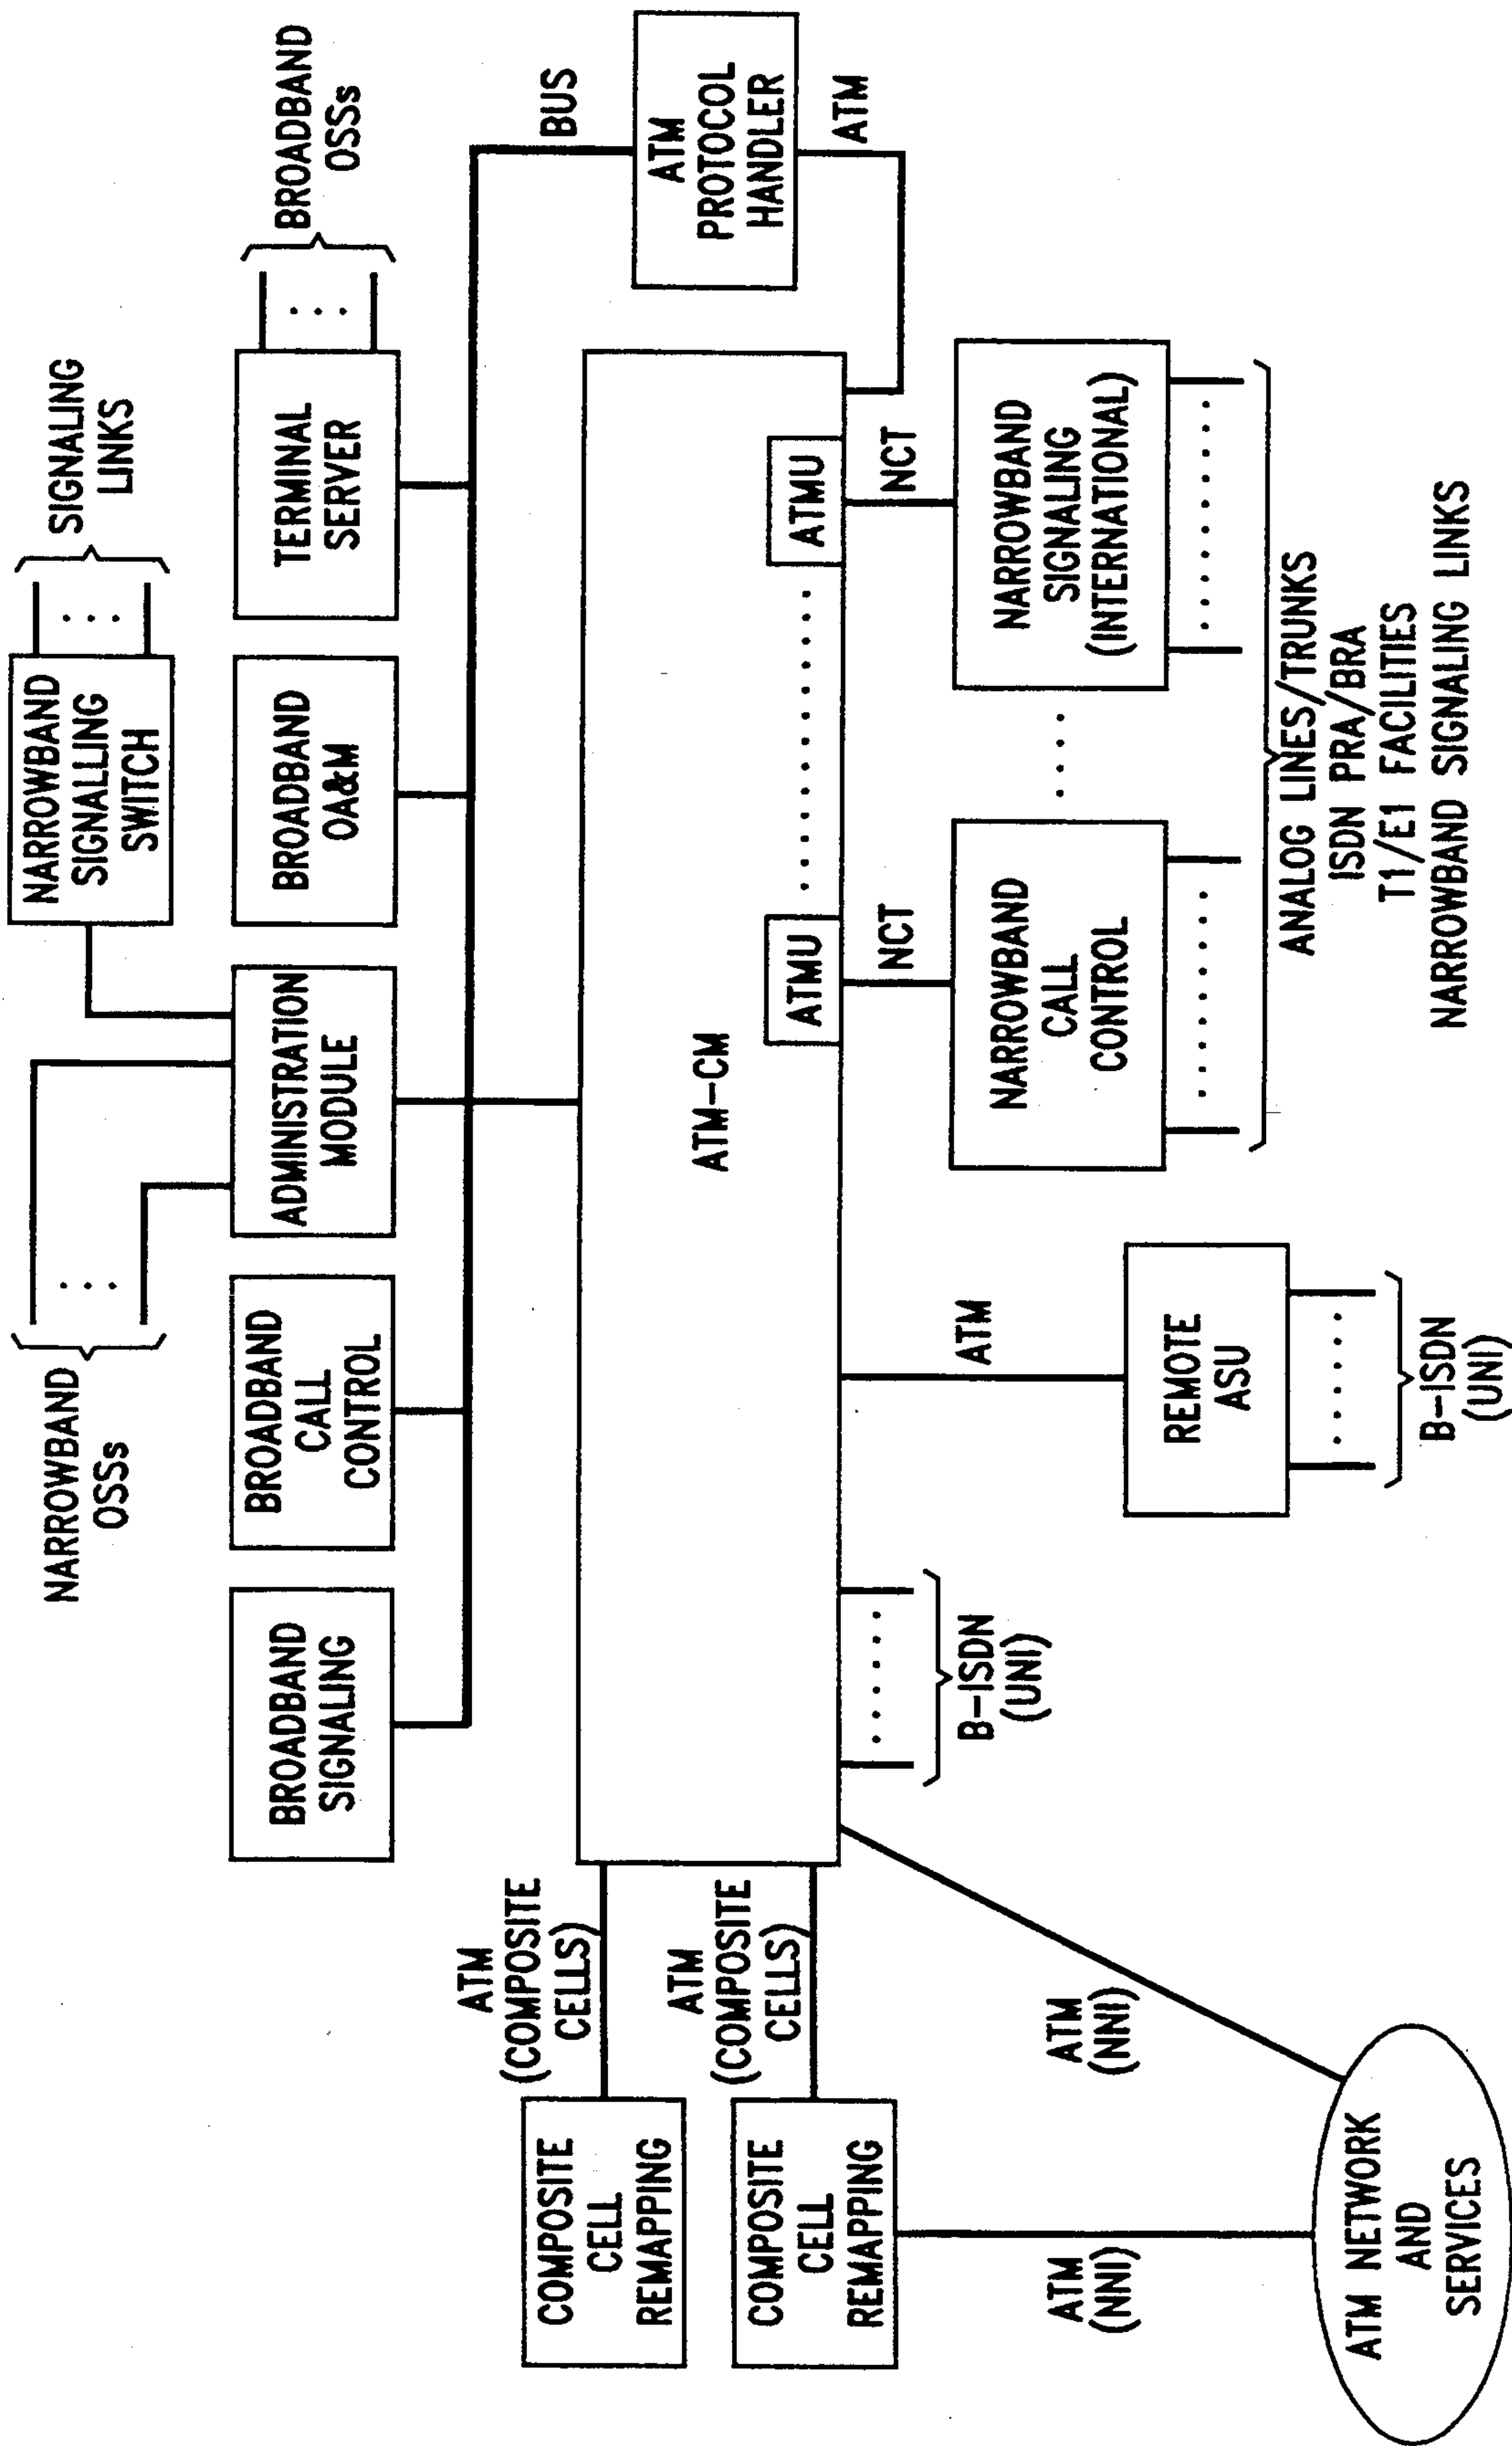 NARROWBAND
OSSs
NARROWBAND
SIGNALLING
SWITCH
SIGNALING
LINKS
BROADBAND
SIGNALING
BROADBAND
CALL
CONTROL
ADMINISTRATION
MODULE
BROADBAND
OA&M
TERMINAL
SERVER
BROADBAND
OSSs
BUS
ATM
PROTOCOL
HANDLER
ATM
ATM
(COMPOSITE
CELLS)
ATM
(COMPOSITE
CELLS)
COMPOSITE
CELL
REMAPPING
COMPOSITE
CELL
REMAPPING
ATM-CM
ATMU
ATMU
NCT
NCT
B-ISDN
(UNI)
ATM
NARROWBAND
CALL
CONTROL
NARROWBAND
SIGNALING
(INTERNATIONAL)
ATM
(NNI)
ATM
(NNI)
REMOTE
ASU
B-ISDN
(UNI)
ANALOG LINES/TRUNKS
ISDN PRA/BRA
T1/E1 FACILITIES
NARROWBAND SIGNALING LINKS
ATM NETWORK
AND
SERVICES